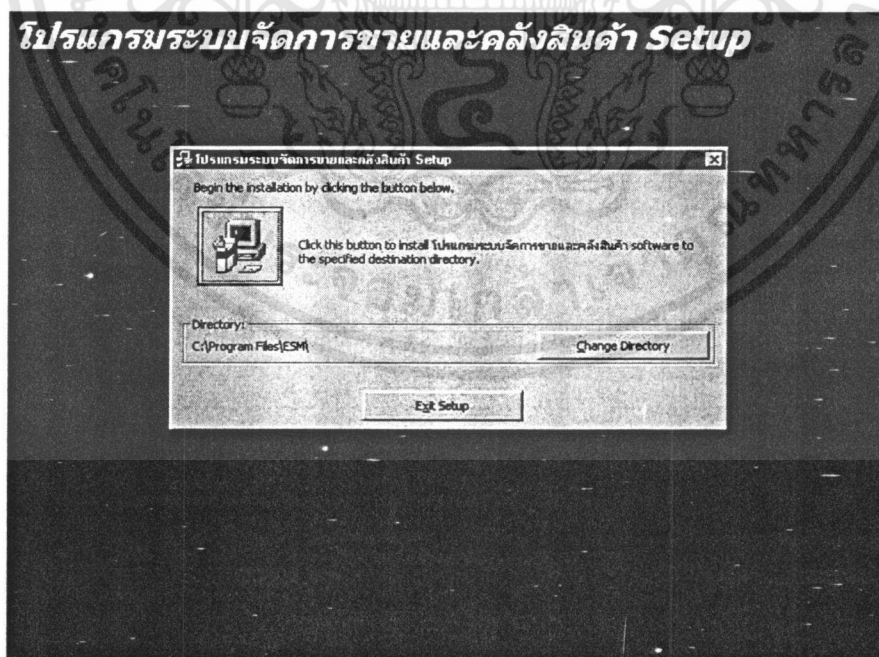 โปรแกรมระบบจัดการขายและคลังสินค้า Setup
โปรแกรมระบบจัดการขายและคลังสินค้า Setup
Begin the installation by clicking the button below.
Click this button to install โปรแกรมระบบจัดการขายและคลังสินค้า software to
the specified destination directory.
Directory:
C:\Program Files\ESM\
Change Directory
Exit Setup